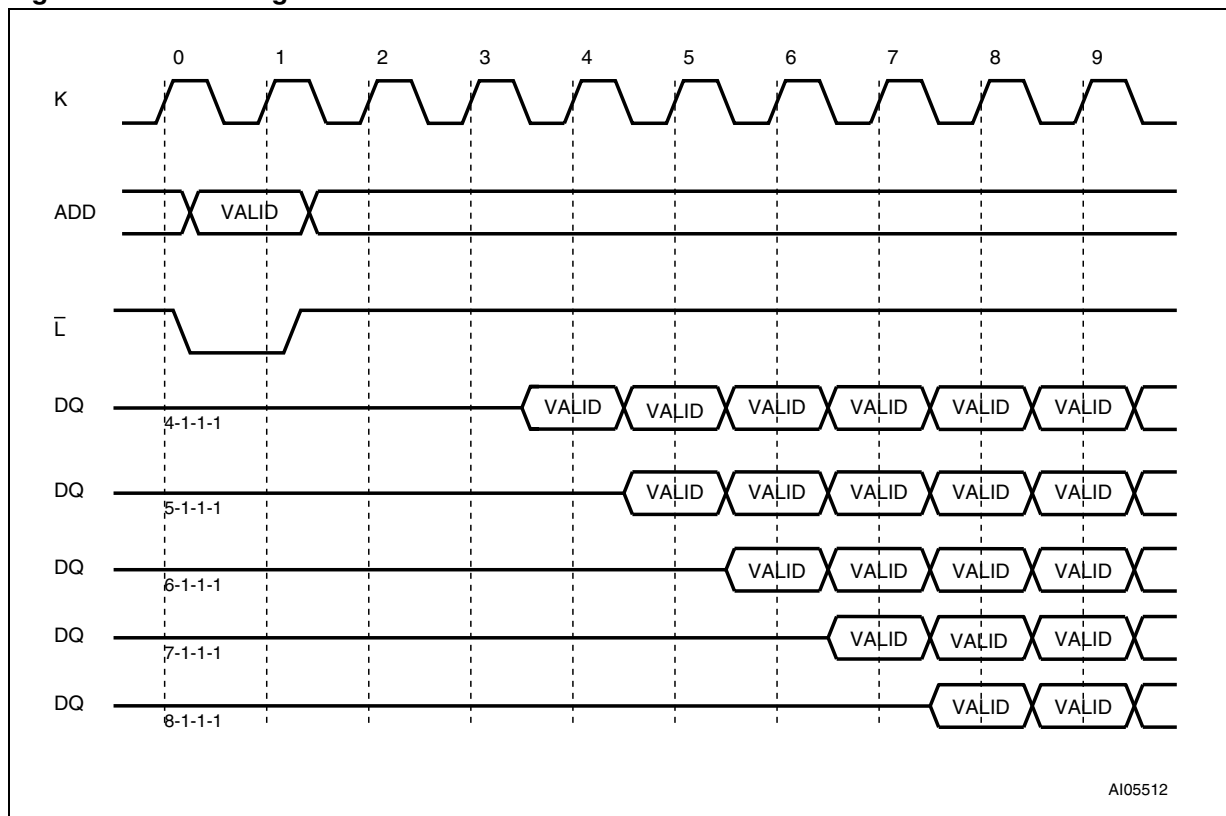 0 1 2 3 4 5 6 7 8 9
K
ADD VALID
L̅
DQ VALID VALID VALID VALID VALID VALID
4-1-1-1
DQ VALID VALID VALID VALID VALID
5-1-1-1
DQ VALID VALID VALID VALID
6-1-1-1
DQ VALID VALID VALID
7-1-1-1
DQ VALID VALID
8-1-1-1
AI05512